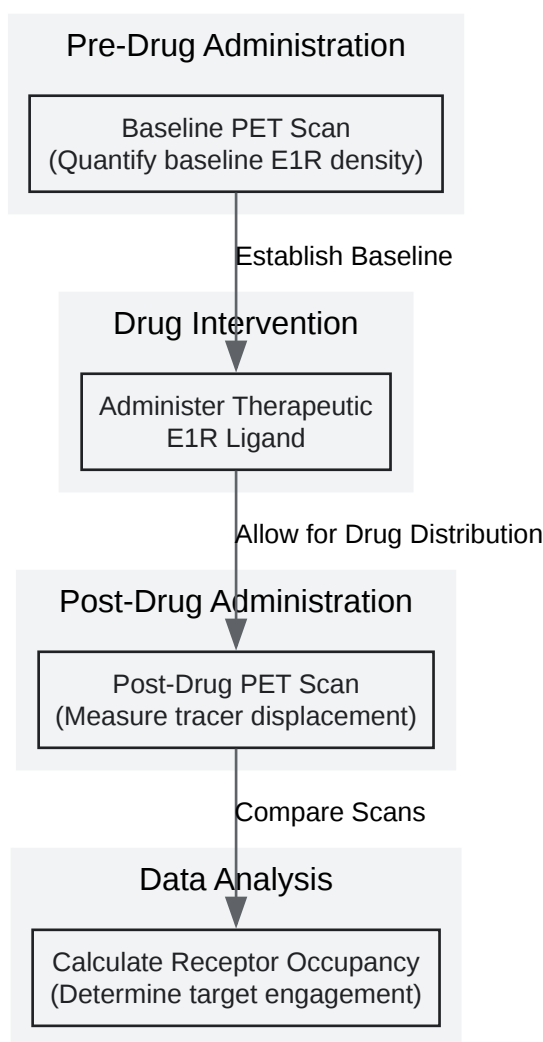 Pre-Drug Administration
Baseline PET Scan
(Quantify baseline E1R density)
Establish Baseline
Drug Intervention
Administer Therapeutic
E1R Ligand
Allow for Drug Distribution
Post-Drug Administration
Post-Drug PET Scan
(Measure tracer displacement)
Compare Scans
Data Analysis
Calculate Receptor Occupancy
(Determine target engagement)